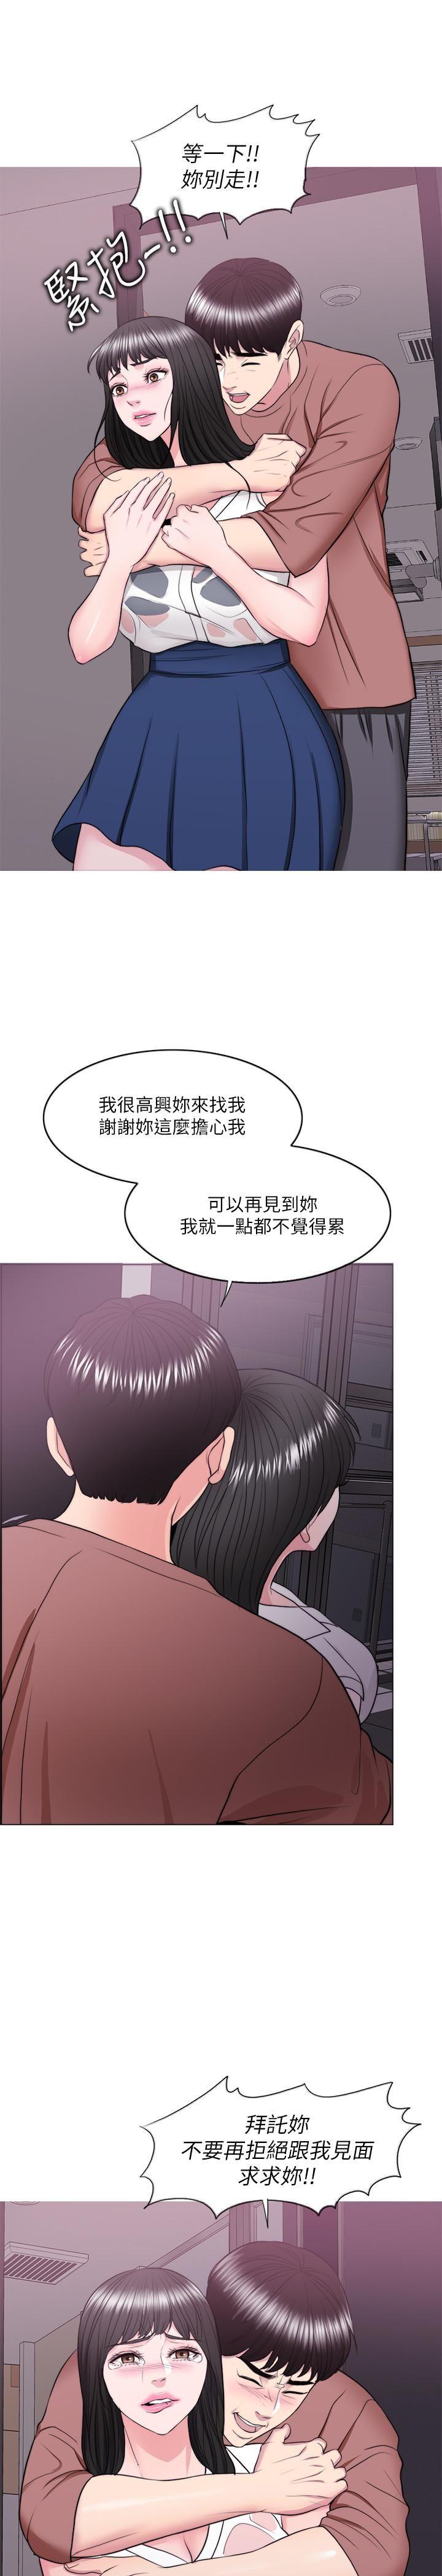 等一下!!
妳別走!!
緊抱~!!
我很高興妳來找我
謝謝妳這麼擔心我
可以再見到妳
我就一點都不覺得累
拜託妳
不要再拒絕跟我見面
求求妳!!